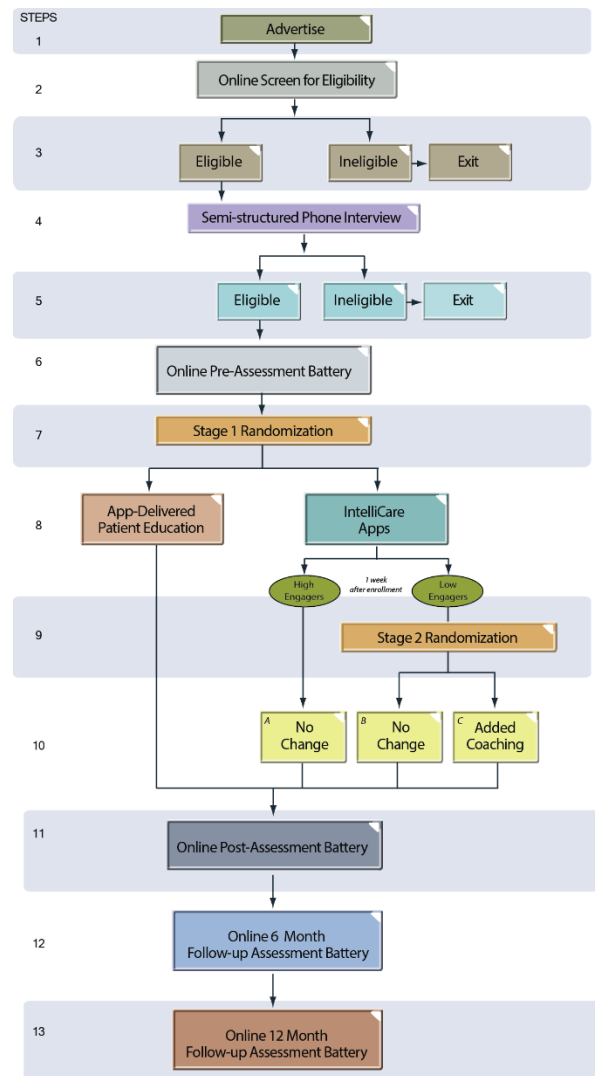 STEPS
1
Advertise
2
Online Screen for Eligibility
3
Eligible
Ineligible
Exit
4
Semi-structured Phone Interview
5
Eligible
Ineligible
Exit
6
Online Pre-Assessment Battery
7
Stage 1 Randomization
8
App-Delivered
Patient Education
IntelliCare
Apps
High
Engagers
1 week
after enrollment
Low
Engagers
9
Stage 2 Randomization
10
A
No
Change
B
No
Change
C
Added
Coaching
11
Online Post-Assessment Battery
12
Online 6 Month
Follow-up Assessment Battery
13
Online 12 Month
Follow-up Assessment Battery